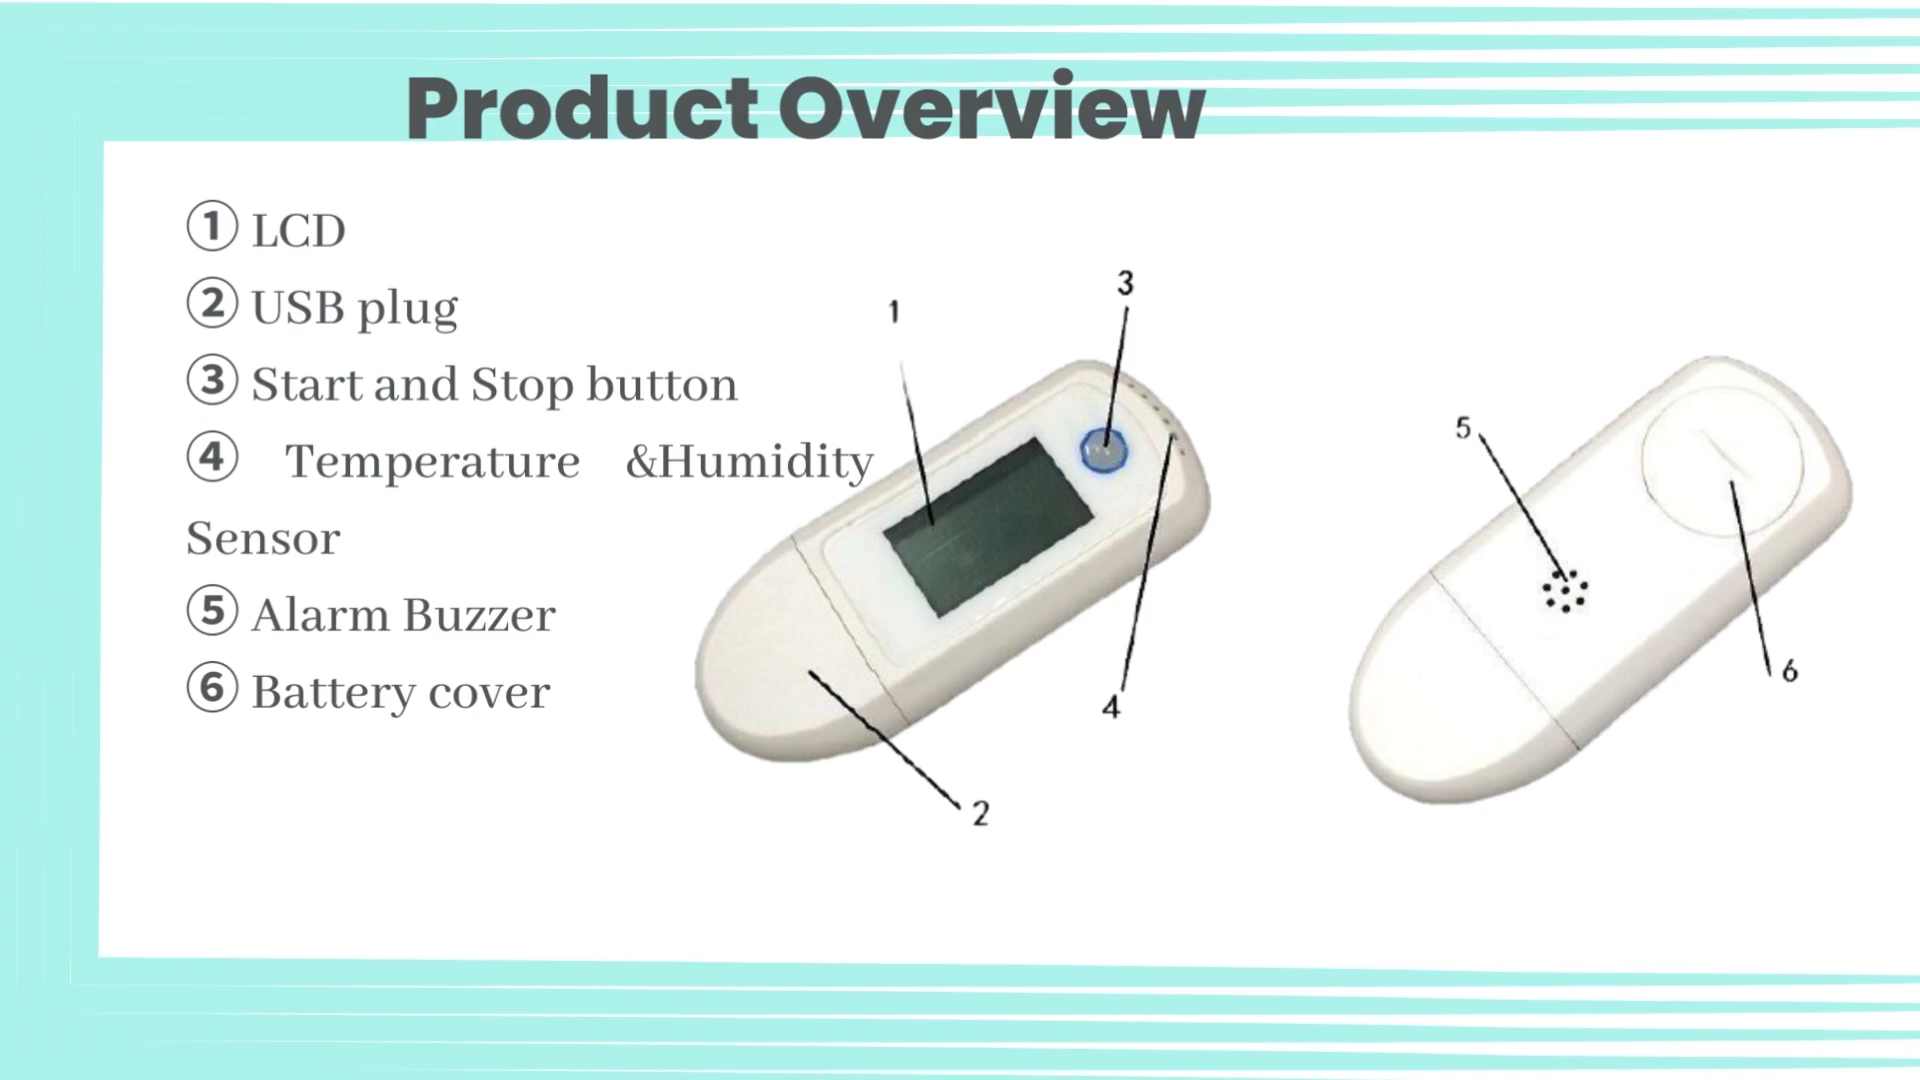 Product Overview
① LCD
② USB plug
③ Start and Stop button
④ Temperature &Humidity
Sensor
⑤ Alarm Buzzer
⑥ Battery cover
1
3
2
4
5
6